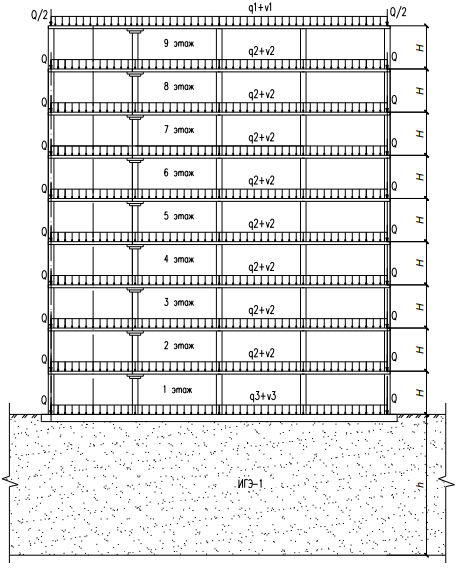 q1+v1
Q/2 Q/2
9 этаж H
Q q2+v2 Q
8 этаж H
Q q2+v2 Q
7 этаж H
Q q2+v2 Q
6 этаж H
Q q2+v2 Q
5 этаж H
Q q2+v2 Q
4 этаж H
Q q2+v2 Q
3 этаж H
Q q2+v2 Q
2 этаж H
Q q2+v2 Q
1 этаж H
q3+v3
ИГЭ-1 h